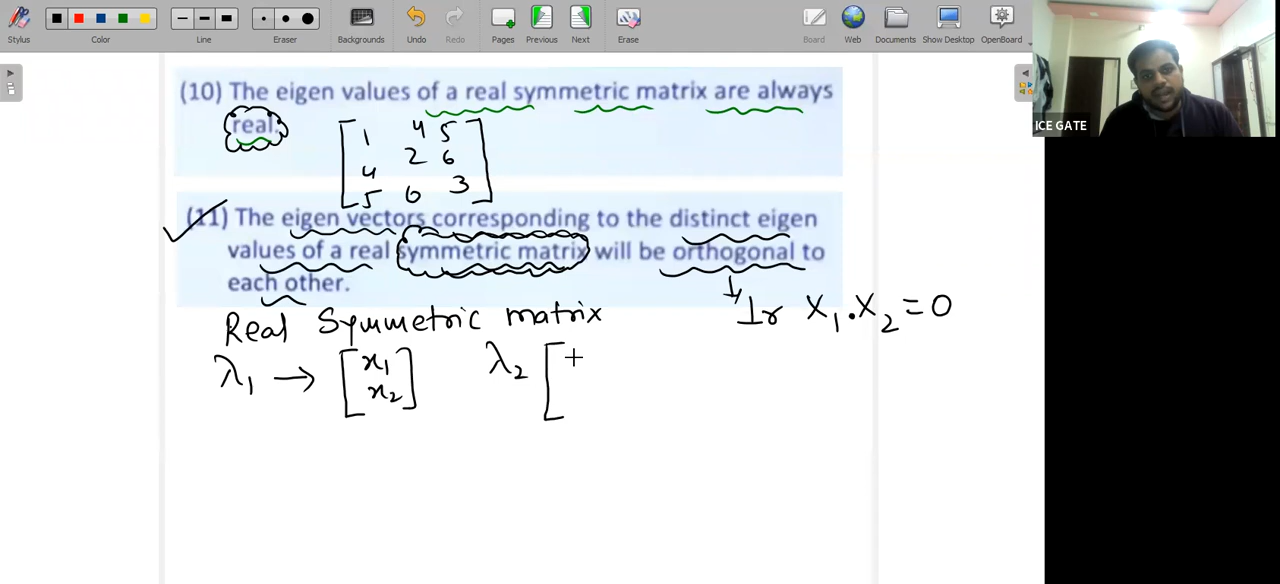 Stylus
Color
Line
Eraser
Backgrounds
Undo
Redo
Pages
Previous
Next
Erase
Board
Web
Documents
Show Desktop
OpenBoard
ICE GATE
(10) The eigen values of a real symmetric matrix are always
real.
1 4 5
4 2 6
5 6 3
(11) The eigen vectors corresponding to the distinct eigen
values of a real symmetric matrix will be orthogonal to
each other.
⊥r X₁.X₂=0
Real Symmetric matrix
λ₁ → [x₁ x₂] λ₂ [